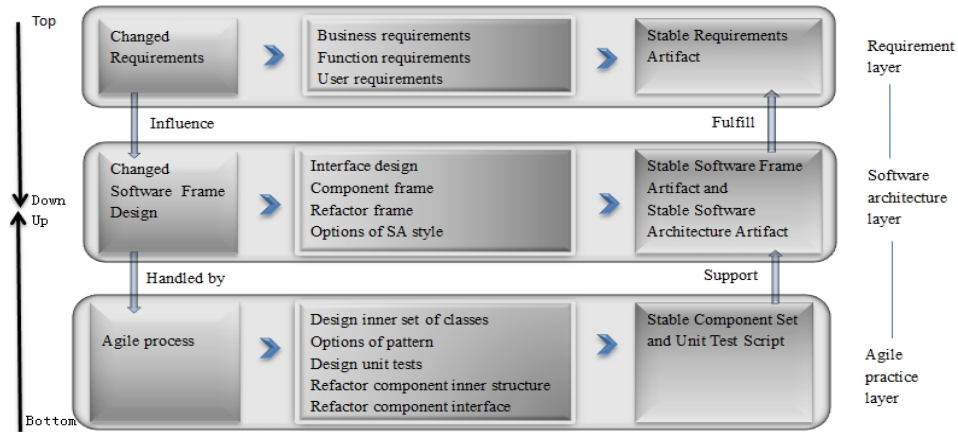 Top
Changed
Requirements
Business requirements
Function requirements
User requirements
Stable Requirements
Artifact
Requirement
layer
Influence
Fulfill
Changed
Software Frame
Design
Interface design
Component frame
Refactor frame
Options of SA style
Stable Software Frame
Artifact and
Stable Software
Architecture Artifact
Software
architecture
layer
Down
Up
Handled by
Support
Agile process
Design inner set of classes
Options of pattern
Design unit tests
Refactor component inner structure
Refactor component interface
Stable Component Set
and Unit Test Script
Agile
practice
layer
Bottom